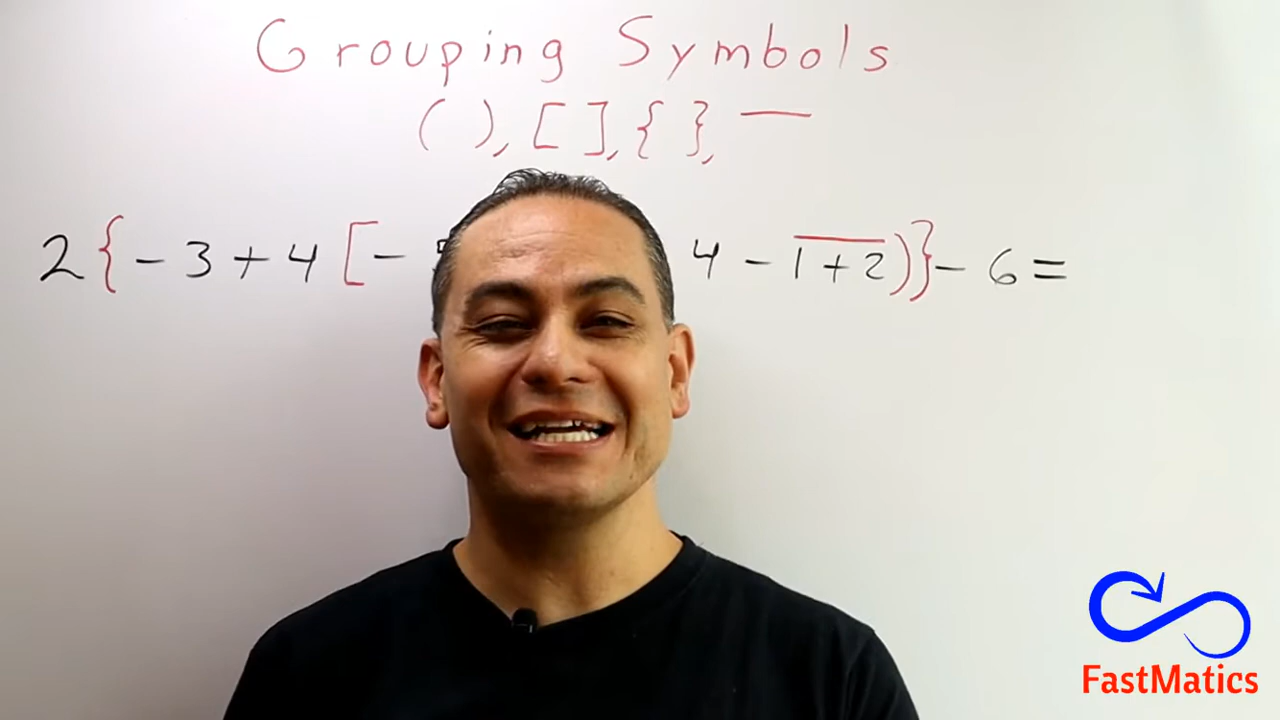 Grouping Symbols
( ), [ ], { }, —
2 { - 3 + 4 [ - 4 - 1 + 2 ) } - 6 =
FastMatics